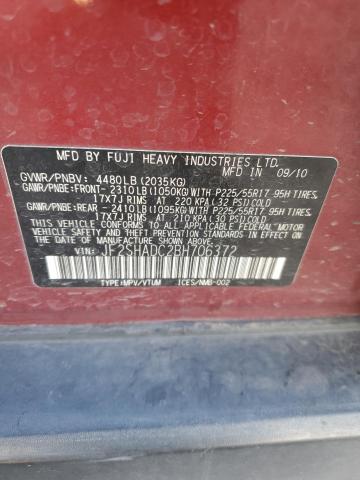 MFD. BY FUJI HEAVY INDUSTRIES LTD.
MFD IN 09/10
GVWR/PNBV: 4480LB (2035KG)
GAWR/PNBE:FRONT- 2310LB(1050KG)WITH P225/55R17 95H TIRES,
17X7J RIMS AT 220 KPA( 32 PSI)COLD
GAWR/PNBE:REAR - 2410LB(1095KG)WITH P225/55R17 95H TIRES,
17X7J RIMS AT 210 KPA( 30 PSI)COLD
THIS VEHICLE CONFORMS TO ALL APPLICABLE FEDERAL MOTOR
VEHICLE SAFETY, BUMPER, AND THEFT PREVENTION STANDARDS IN
EFFECT ON THE DATE OF MANUFACTURE SHOWN ABOVE.
VIN: JF2SHADC2BH706372
TYPE:MPV/VTUM ICES/NMB-002